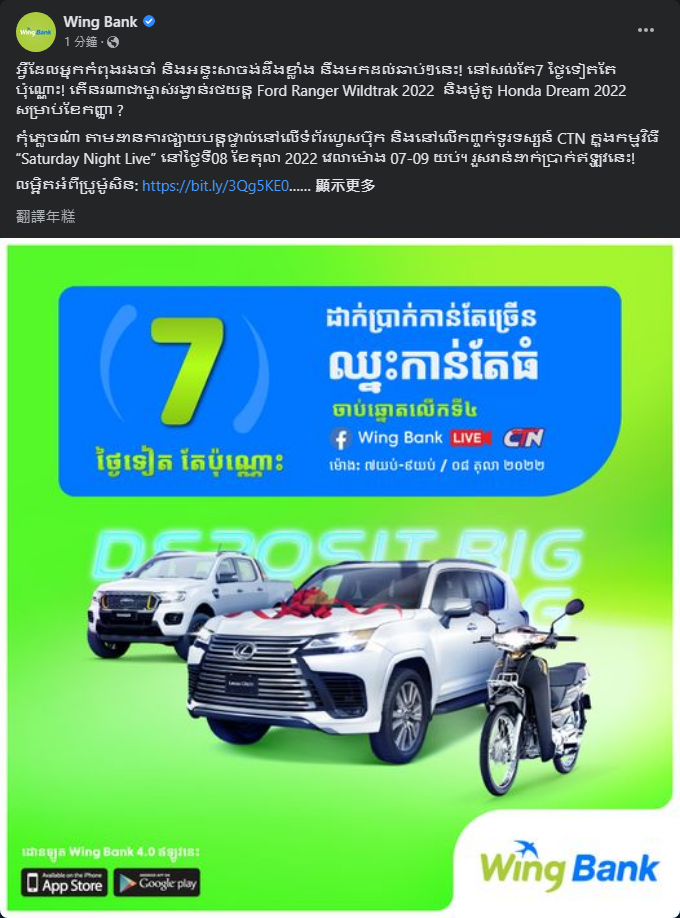 Wing Bank
1 分鐘
អ្វីដែលអ្នកកំពុងរងចាំ និងអន្ទះសាចង់ដឹងខ្លាំង នឹងមកដល់ឆាប់ៗនេះ! នៅសល់តែ7 ថ្ងៃទៀតតែ
ប៉ុណ្ណោះ! តើនរណាជាម្ចាស់រង្វាន់រថយន្ត Ford Ranger Wildtrak 2022 និងម៉ូតូ Honda Dream 2022
សម្រាប់ខែកញ្ញា ?
កុំភ្លេចណ៎ា តាមដានការផ្សាយបន្តផ្ទាល់នៅលើទំព័រហ្វេសប៊ុក និងនៅលើកញ្ចក់ទូរទស្សន៍ CTN ក្នុងកម្មវិធី
“Saturday Night Live” នៅថ្ងៃទី08 ខែតុលា 2022 វេលាម៉ោង 07-09 យប់។ រួសរាន់ដាក់ប្រាក់ឥឡូវនេះ!
លម្អិតអំពីប្រូម៉ូសិន: https://bit.ly/3Qg5KE0...... 顯示更多
翻譯年糕
7
ថ្ងៃទៀត តែប៉ុណ្ណោះ
ដាក់ប្រាក់កាន់តែច្រើន
ឈ្នះកាន់តែធំ
ចាប់ឆ្នោតលើកទី៤
Wing Bank LIVE CTN
ម៉ោង: ៧យប់-៩យប់ / ០៨ តុលា ២០២២
DEPOSIT BIG
ដោនឡូត Wing Bank 4.0 ឥឡូវនេះ
Available on the iPhone
App Store
ANDROID APP ON
Google play
Wing Bank